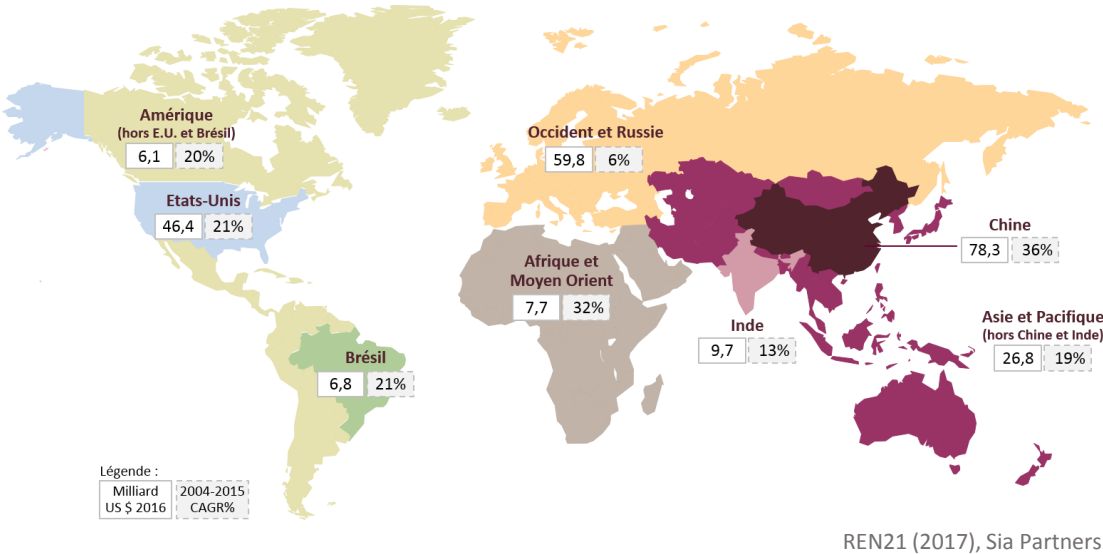 Amérique
(hors E.U. et Brésil)
6,1 20%
Etats-Unis
46,4 21%
Brésil
6,8 21%
Occident et Russie
59,8 6%
Afrique et
Moyen Orient
7,7 32%
Inde
9,7 13%
Chine
78,3 36%
Asie et Pacifique
(hors Chine et Inde)
26,8 19%
Légende :
Milliard 2004-2015
US $ 2016 CAGR%
REN21 (2017), Sia Partners